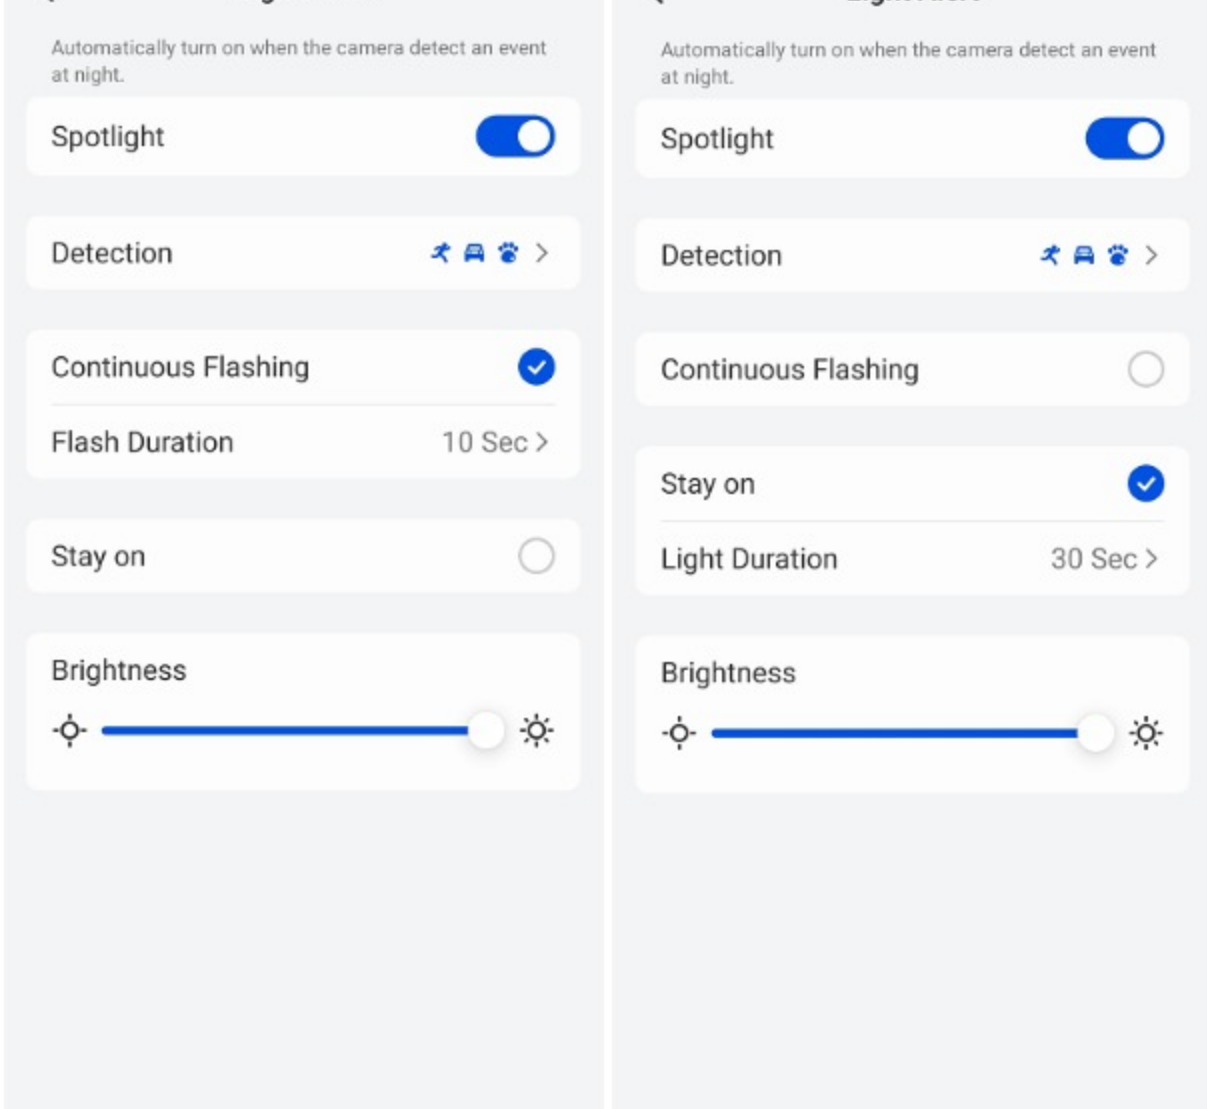 Automatically turn on when the camera detect an event
at night.
Spotlight
Detection
Continuous Flashing
Flash Duration 10 Sec
Stay on
Brightness
Light Alert
Automatically turn on when the camera detect an event
at night.
Spotlight
Detection
Continuous Flashing
Stay on
Light Duration 30 Sec
Brightness